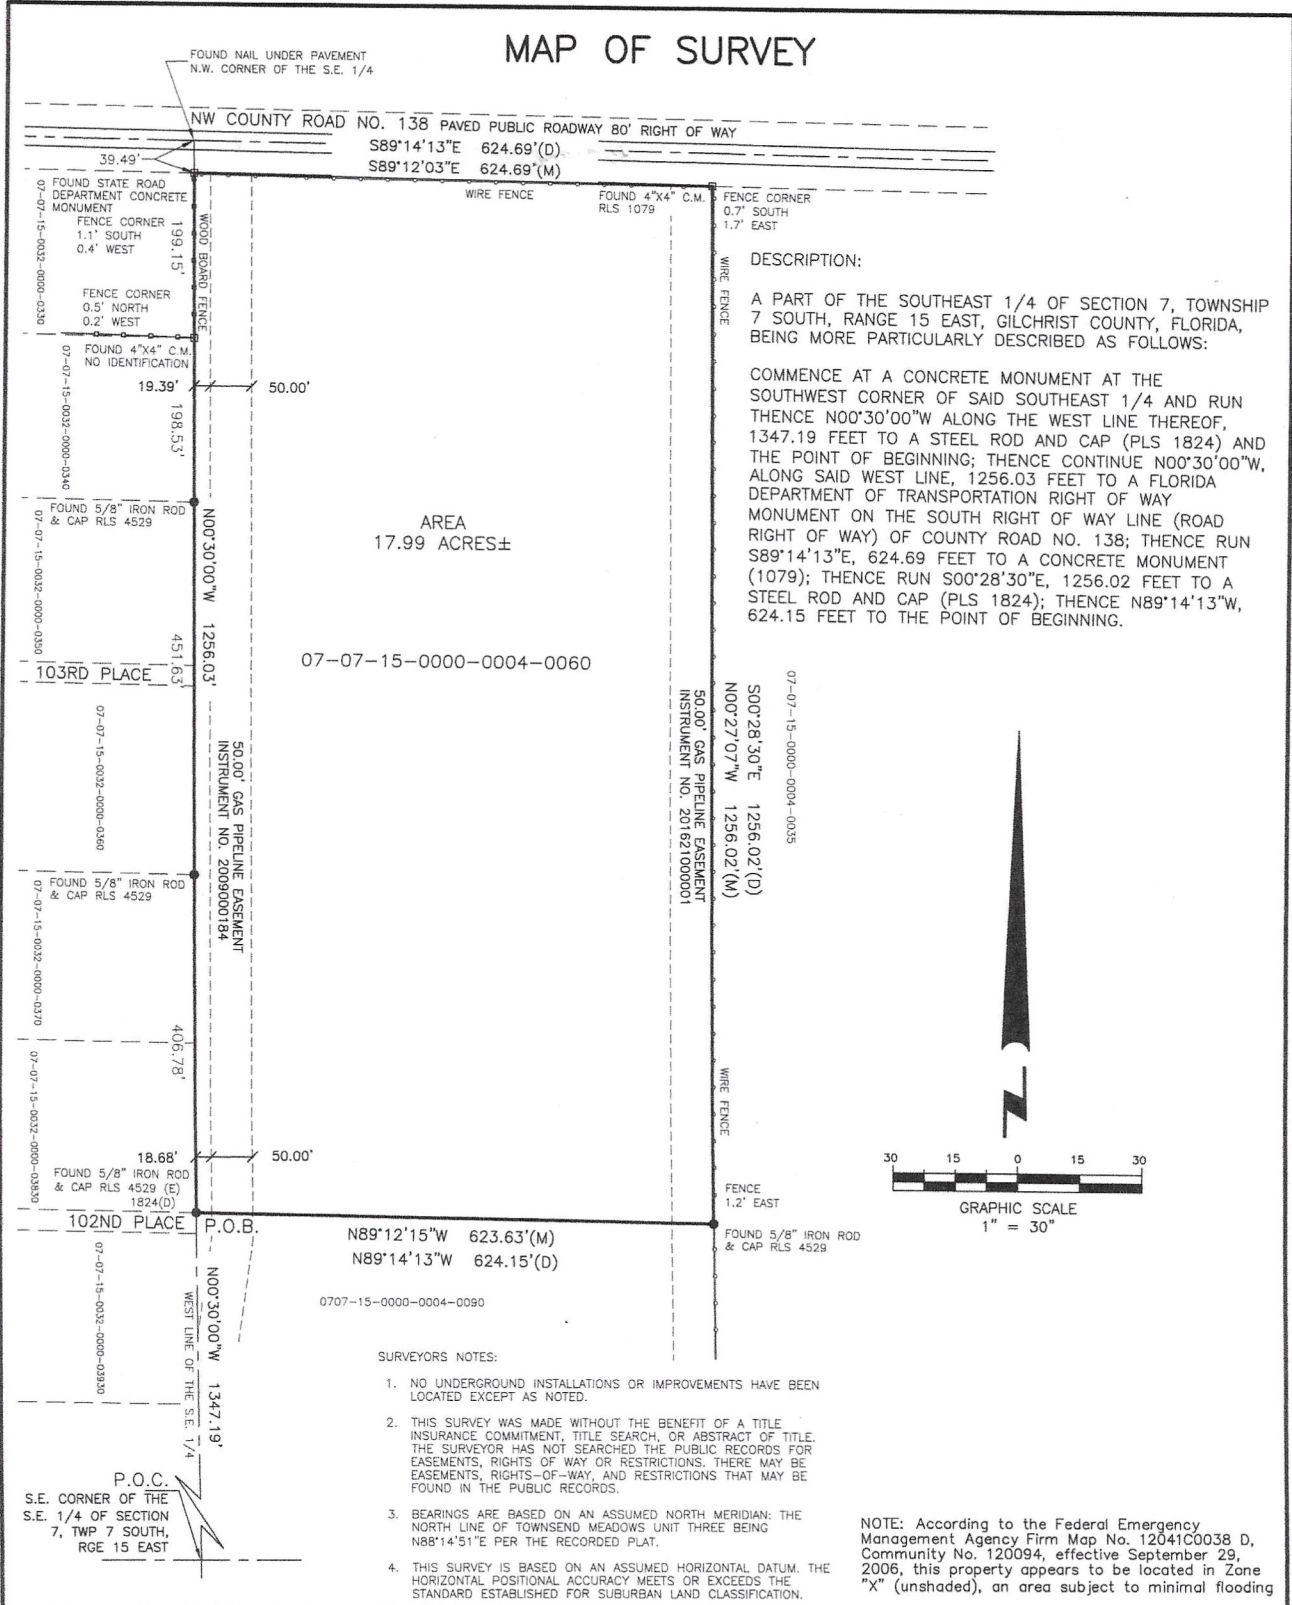 MAP OF SURVEY
FOUND NAIL UNDER PAVEMENT
N.W. CORNER OF THE S.E. 1/4
NW COUNTY ROAD NO. 138 PAVED PUBLIC ROADWAY 80' RIGHT OF WAY
S89°14'13"E 624.69'(D)
S89°12'03"E 624.69'(M)
39.49'
FOUND STATE ROAD
DEPARTMENT CONCRETE
MONUMENT
FENCE CORNER
1.1' SOUTH
0.4' WEST
07-07-15-0032-0000-0330
199.15'
WOOD BOARD FENCE
WIRE FENCE
FOUND 4"X4" C.M.
RLS 1079
FENCE CORNER
0.7' SOUTH
1.7' EAST
WIRE FENCE
FENCE CORNER
0.5' NORTH
0.2' WEST
FOUND 4"X4" C.M.
NO IDENTIFICATION
19.39'
50.00'
07-07-15-0032-0000-0340
198.53'
FOUND 5/8" IRON ROD
& CAP RLS 4529
07-07-15-0032-0000-0350
N00°30'00"W 1256.03'
451.63'
103RD PLACE
AREA
17.99 ACRES±
07-07-15-0000-0004-0060
DESCRIPTION:
A PART OF THE SOUTHEAST 1/4 OF SECTION 7, TOWNSHIP
7 SOUTH, RANGE 15 EAST, GILCHRIST COUNTY, FLORIDA,
BEING MORE PARTICULARLY DESCRIBED AS FOLLOWS:
COMMENCE AT A CONCRETE MONUMENT AT THE
SOUTHWEST CORNER OF SAID SOUTHEAST 1/4 AND RUN
THENCE N00°30'00"W ALONG THE WEST LINE THEREOF,
1347.19 FEET TO A STEEL ROD AND CAP (PLS 1824) AND
THE POINT OF BEGINNING; THENCE CONTINUE N00°30'00"W,
ALONG SAID WEST LINE, 1256.03 FEET TO A FLORIDA
DEPARTMENT OF TRANSPORTATION RIGHT OF WAY
MONUMENT ON THE SOUTH RIGHT OF WAY LINE (ROAD
RIGHT OF WAY) OF COUNTY ROAD NO. 138; THENCE RUN
S89°14'13"E, 624.69 FEET TO A CONCRETE MONUMENT
(1079); THENCE RUN S00°28'30"E, 1256.02 FEET TO A
STEEL ROD AND CAP (PLS 1824); THENCE N89°14'13"W,
624.15 FEET TO THE POINT OF BEGINNING.
07-07-15-0032-0000-0360
50.00' GAS PIPELINE EASEMENT
INSTRUMENT NO. 2009000184
50.00' GAS PIPELINE EASEMENT
INSTRUMENT NO. 201621000001
S00°28'30"E 1256.02'(D)
N00°27'07"W 1256.02'(M)
07-07-15-0000-0004-0035
FOUND 5/8" IRON ROD
& CAP RLS 4529
07-07-15-0032-0000-0370
406.78'
07-07-15-0032-0000-03830
18.68'
50.00'
FOUND 5/8" IRON ROD
& CAP RLS 4529 (E)
1824(D)
102ND PLACE
P.O.B.
WIRE FENCE
FENCE
1.2' EAST
FOUND 5/8" IRON ROD
& CAP RLS 4529
N89°12'15"W 623.63'(M)
N89°14'13"W 624.15'(D)
0707-15-0000-0004-0090
30 15 0 15 30
GRAPHIC SCALE
1" = 30"
07-07-15-0032-0000-03930
N00°30'00"W 1347.19'
WEST LINE OF THE S.E. 1/4
P.O.C.
S.E. CORNER OF THE
S.E. 1/4 OF SECTION
7, TWP 7 SOUTH,
RGE 15 EAST
SURVEYORS NOTES:
1. NO UNDERGROUND INSTALLATIONS OR IMPROVEMENTS HAVE BEEN
LOCATED EXCEPT AS NOTED.
2. THIS SURVEY WAS MADE WITHOUT THE BENEFIT OF A TITLE
INSURANCE COMMITMENT, TITLE SEARCH, OR ABSTRACT OF TITLE.
THE SURVEYOR HAS NOT SEARCHED THE PUBLIC RECORDS FOR
EASEMENTS, RIGHTS OF WAY OR RESTRICTIONS. THERE MAY BE
EASEMENTS, RIGHTS-OF-WAY, AND RESTRICTIONS THAT MAY BE
FOUND IN THE PUBLIC RECORDS.
3. BEARINGS ARE BASED ON AN ASSUMED NORTH MERIDIAN: THE
NORTH LINE OF TOWNSEND MEADOWS UNIT THREE BEING
N88°14'51"E PER THE RECORDED PLAT.
4. THIS SURVEY IS BASED ON AN ASSUMED HORIZONTAL DATUM. THE
HORIZONTAL POSITIONAL ACCURACY MEETS OR EXCEEDS THE
STANDARD ESTABLISHED FOR SUBURBAN LAND CLASSIFICATION.
NOTE: According to the Federal Emergency
Management Agency Firm Map No. 12041C0038 D,
Community No. 120094, effective September 29,
2006, this property appears to be located in Zone
"X" (unshaded), an area subject to minimal flooding